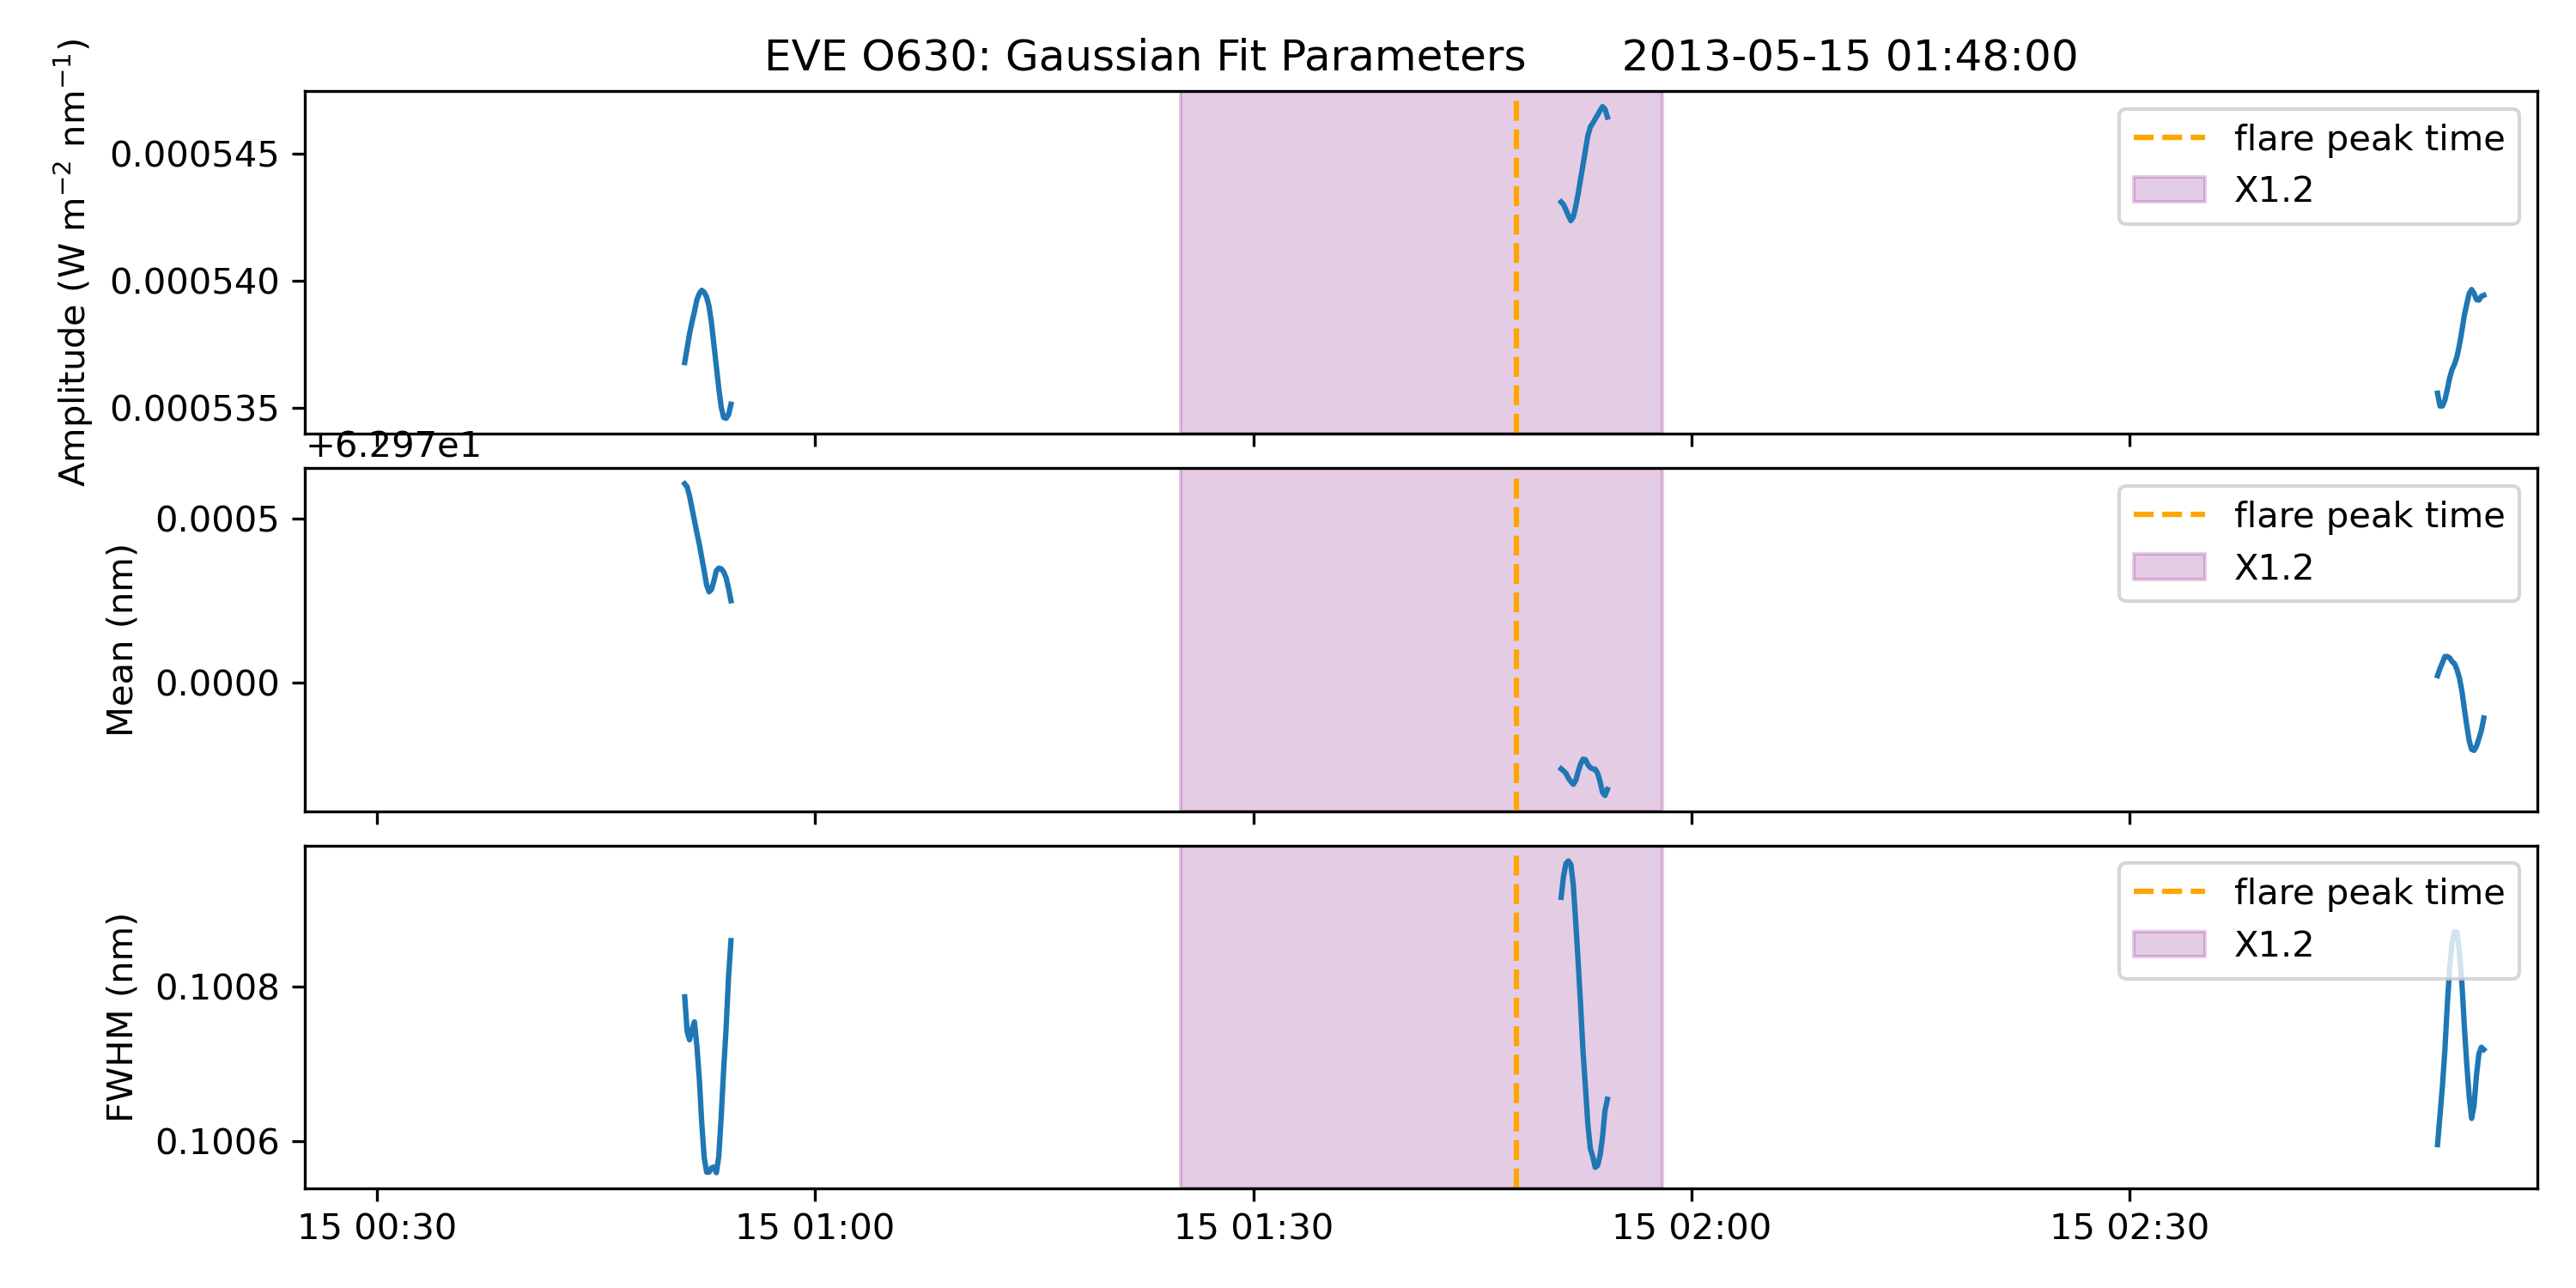 EVE O630: Gaussian Fit Parameters 2013-05-15 01:48:00
Amplitude (W m⁻² nm⁻¹)
0.000545
0.000540
0.000535
flare peak time
X1.2
+6.297e1
Mean (nm)
0.0005
0.0000
flare peak time
X1.2
FWHM (nm)
0.1008
0.1006
flare peak time
X1.2
15 00:30 15 01:00 15 01:30 15 02:00 15 02:30